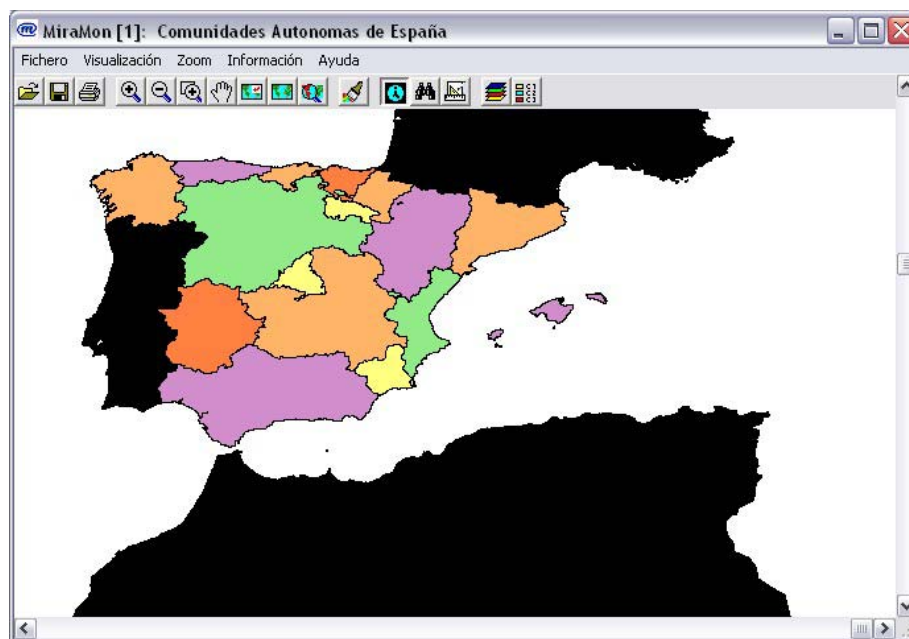 MiraMon [1]: Comunidades Autonomas de España
Fichero Visualización Zoom Información Ayuda